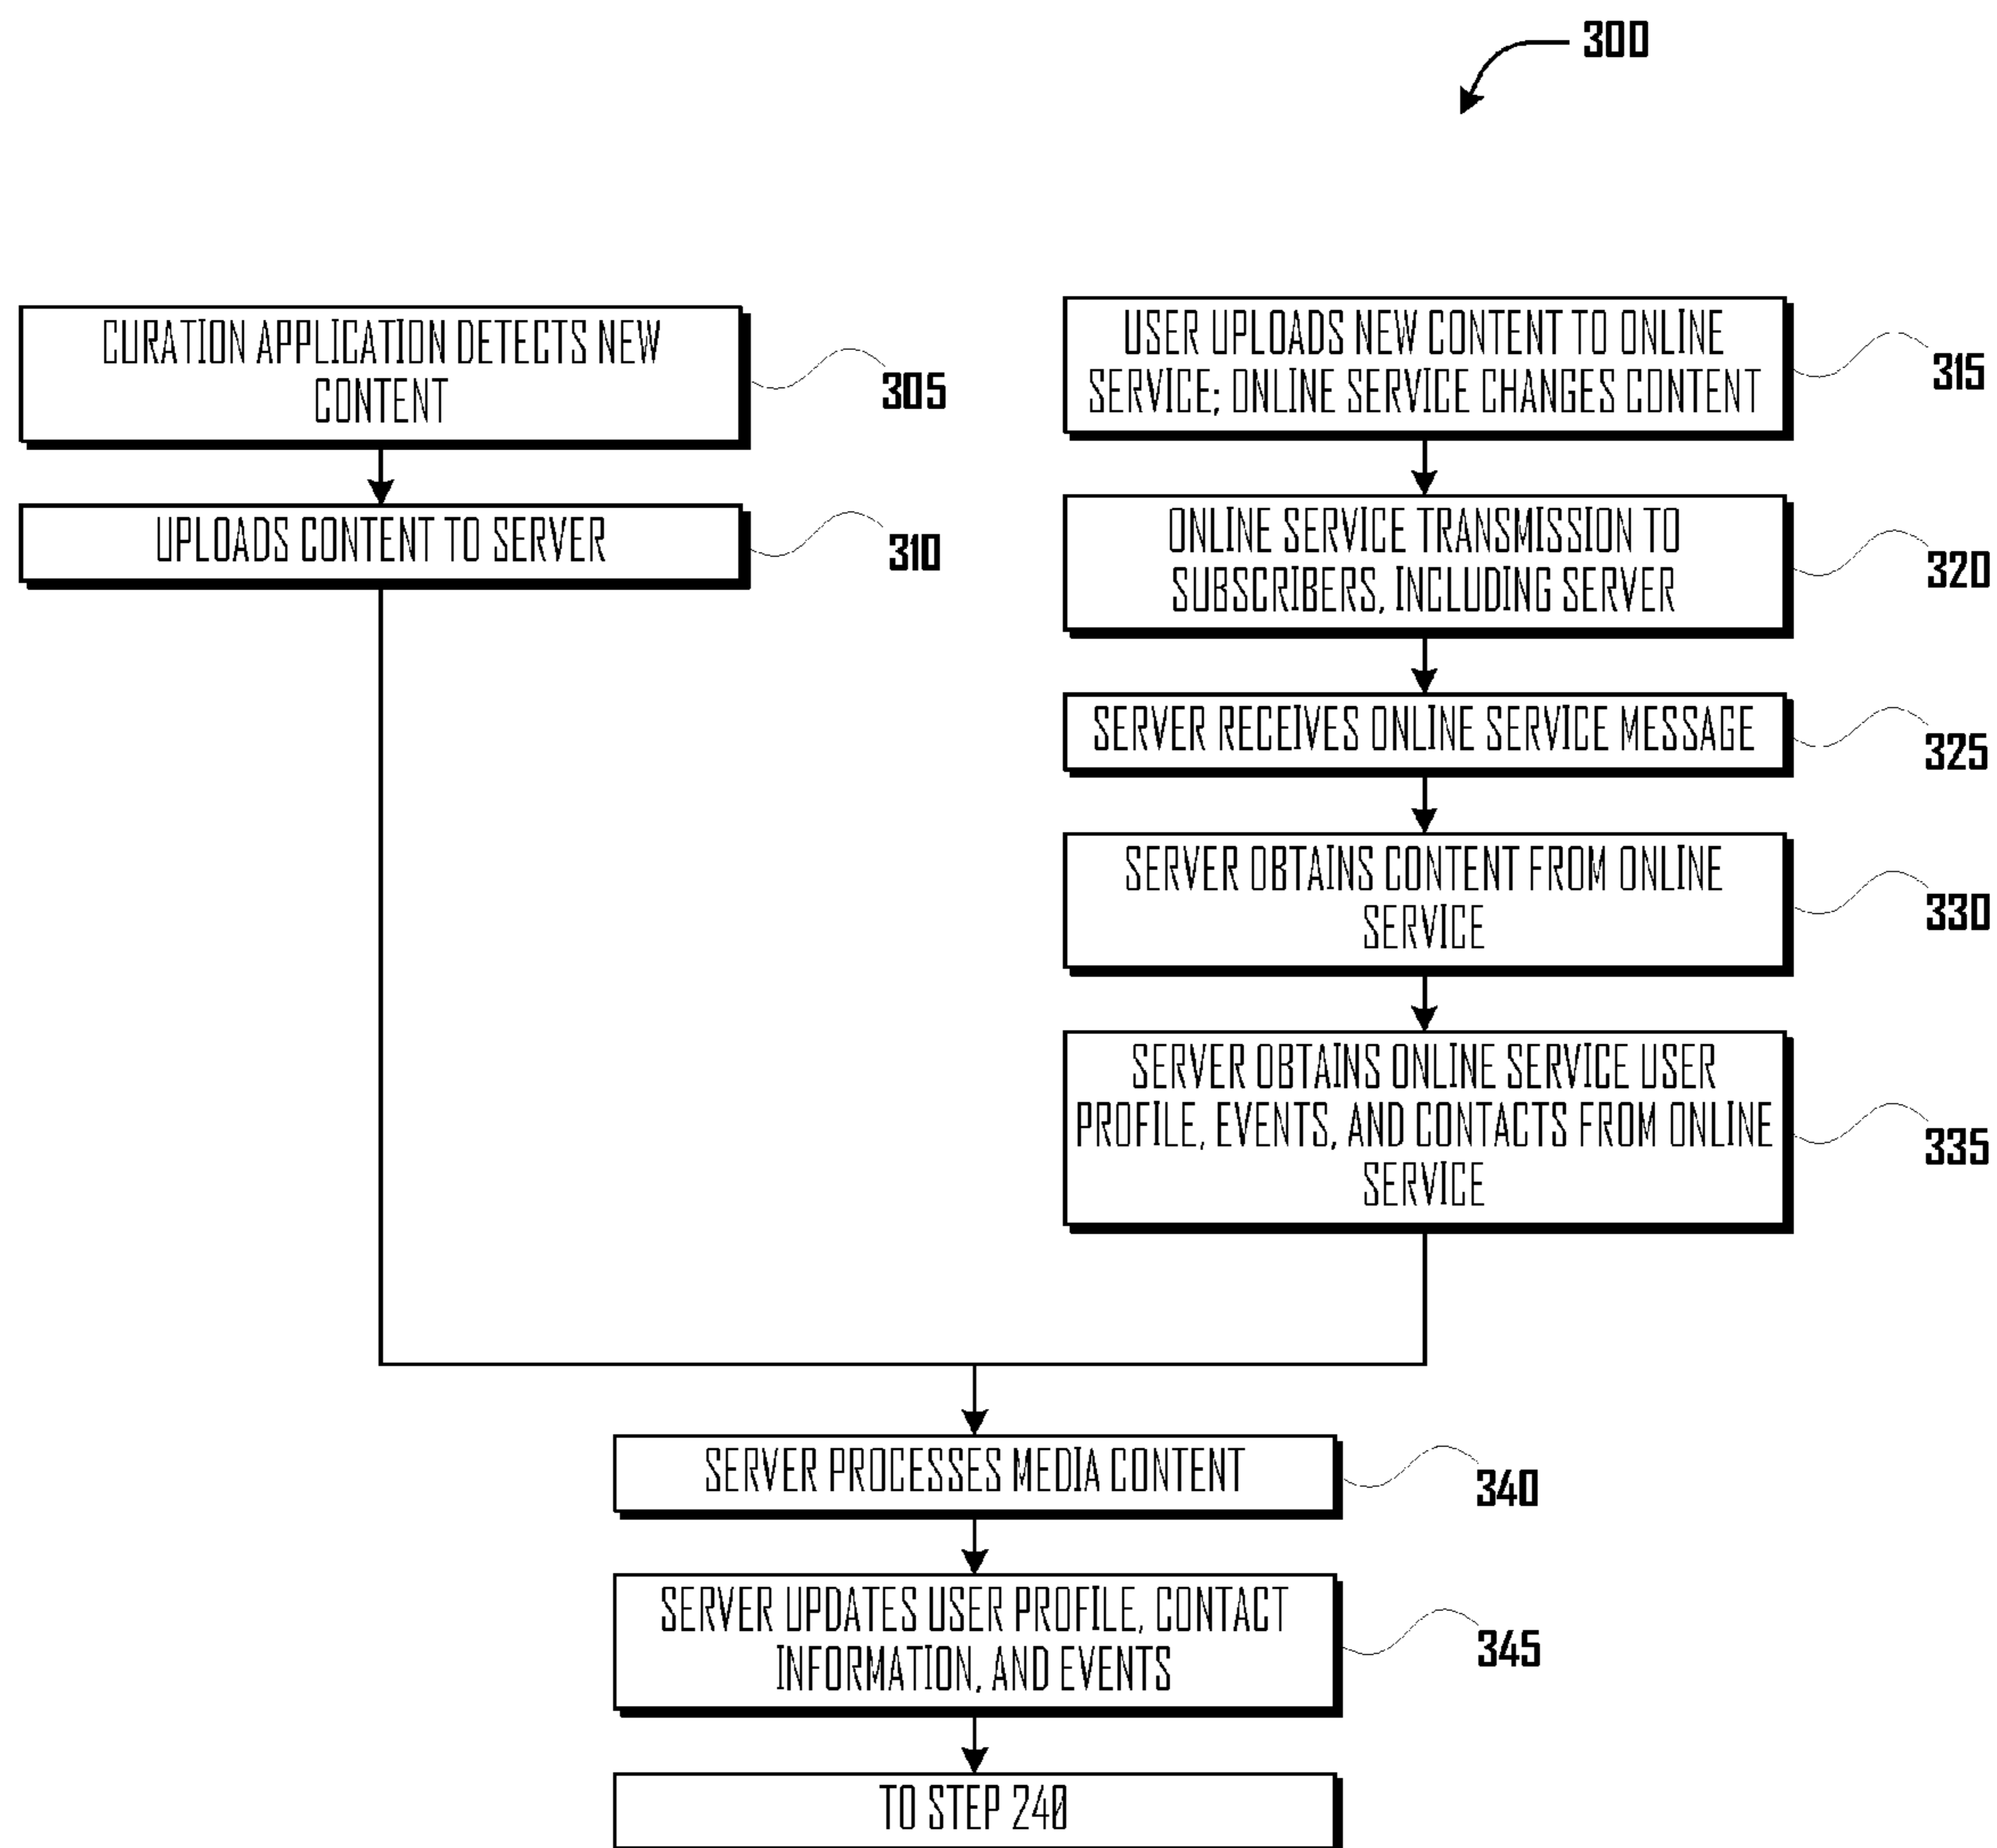 300
CURATION APPLICATION DETECTS NEW
CONTENT
305
UPLOADS CONTENT TO SERVER
310
USER UPLOADS NEW CONTENT TO ONLINE
SERVICE; ONLINE SERVICE CHANGES CONTENT
315
ONLINE SERVICE TRANSMISSION TO
SUBSCRIBERS, INCLUDING SERVER
320
SERVER RECEIVES ONLINE SERVICE MESSAGE
325
SERVER OBTAINS CONTENT FROM ONLINE
SERVICE
330
SERVER OBTAINS ONLINE SERVICE USER
PROFILE, EVENTS, AND CONTACTS FROM ONLINE
SERVICE
335
SERVER PROCESSES MEDIA CONTENT
340
SERVER UPDATES USER PROFILE, CONTACT
INFORMATION, AND EVENTS
345
TO STEP 240